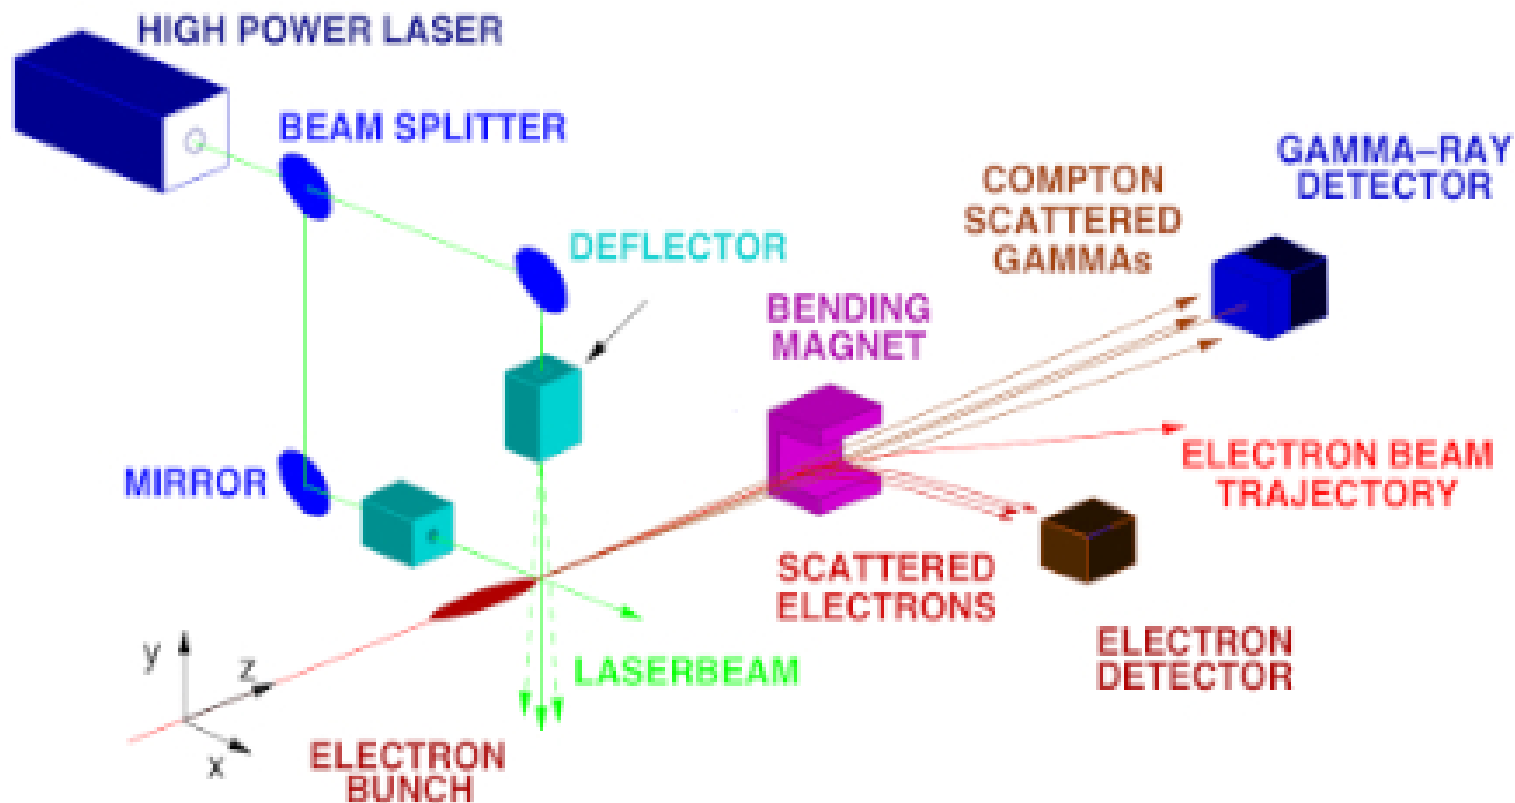 HIGH POWER LASER
BEAM SPLITTER
GAMMA–RAY
DETECTOR
COMPTON
SCATTERED
GAMMAs
DEFLECTOR
BENDING
MAGNET
MIRROR
ELECTRON BEAM
TRAJECTORY
SCATTERED
ELECTRONS
ELECTRON
DETECTOR
LASERBEAM
y
z
x
ELECTRON
BUNCH